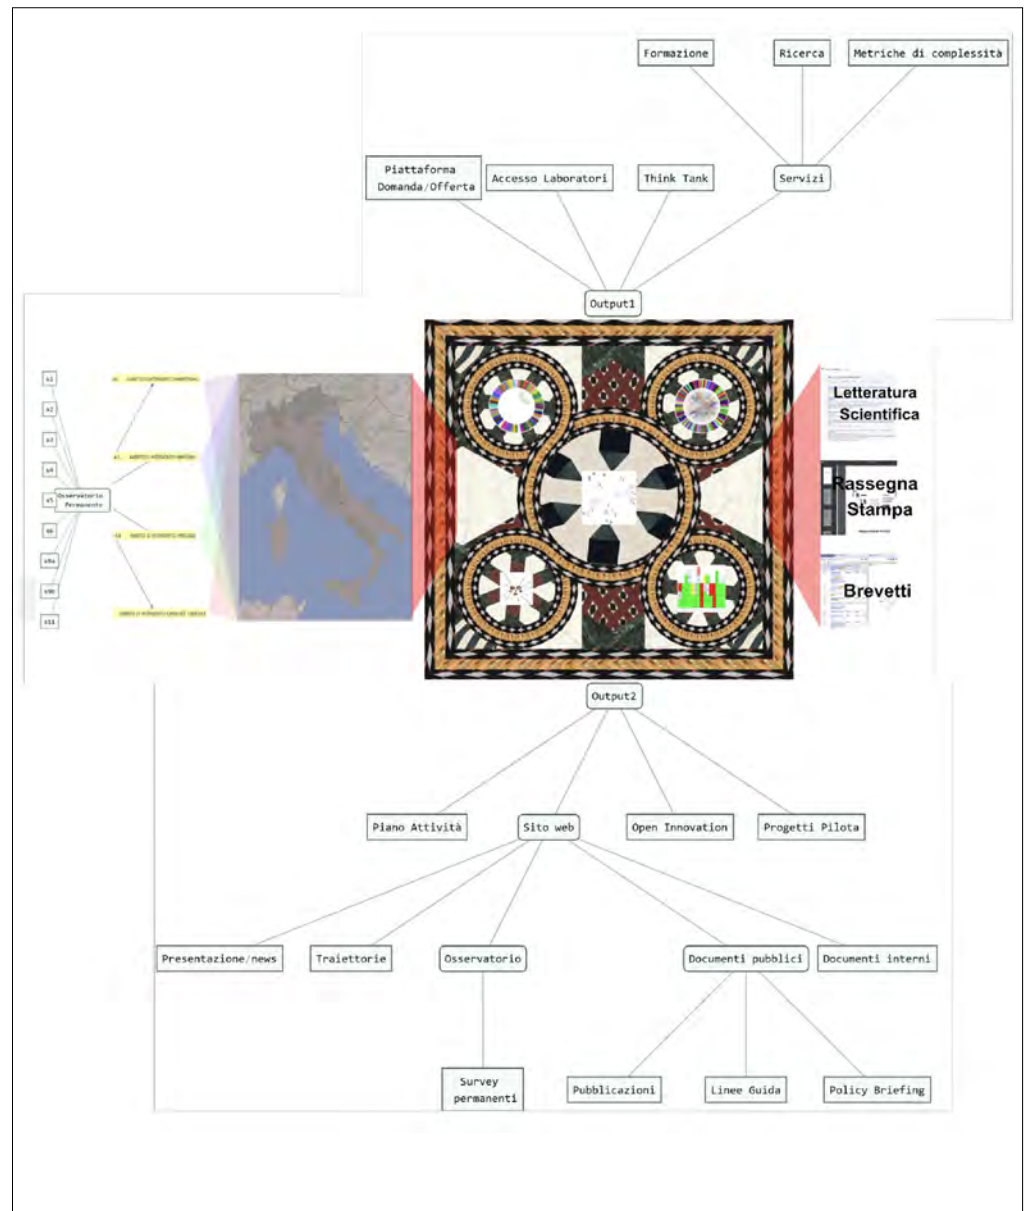 Formazione
Ricerca
Metriche di complessità
Piattaforma
Domanda/Offerta
Accesso Laboratori
Think Tank
Servizi
Output1
Letteratura
Scientifica
Rassegna
Stampa
Brevetti
Osservatorio
Permanente
Output2
Piano Attività
Sito web
Open Innovation
Progetti Pilota
Presentazione/news
Traiettorie
Osservatorio
Documenti pubblici
Documenti interni
Survey
permanenti
Pubblicazioni
Linee Guida
Policy Briefing